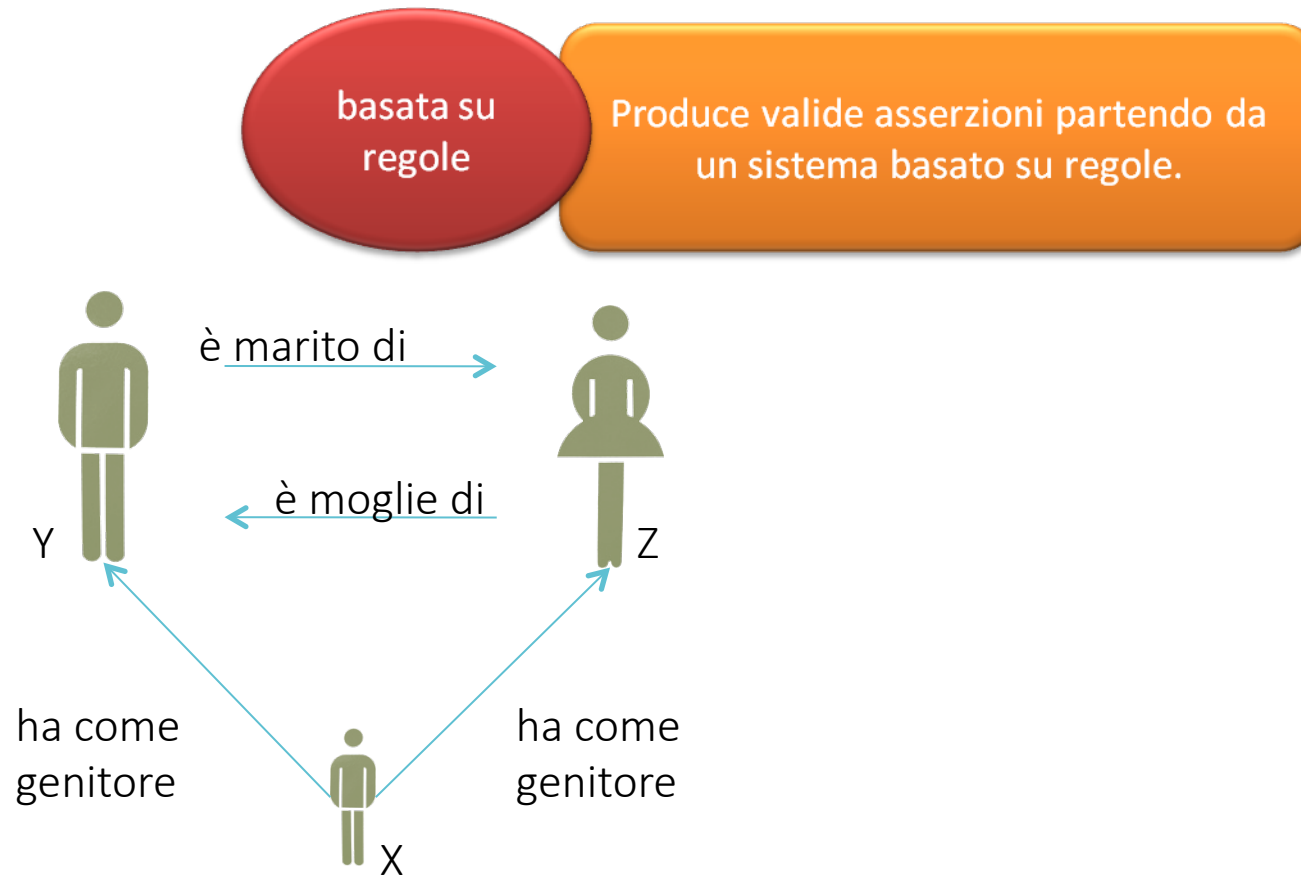 basata su
regole
Produce valide asserzioni partendo da
un sistema basato su regole.
è marito di
è moglie di
Y
Z
ha come
genitore
ha come
genitore
X